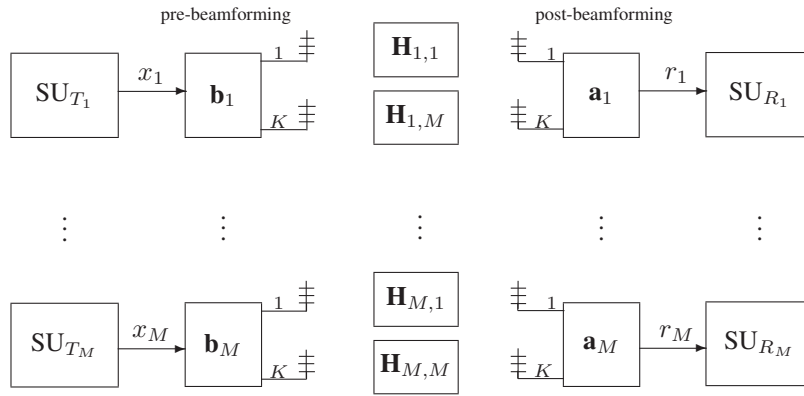 pre-beamforming post-beamforming
1 H_{1,1} 1
SU_{T_1} x_1 b_1 a_1 r_1 SU_{R_1}
K H_{1,M} K
⋮ ⋮ ⋮ ⋮ ⋮
1 H_{M,1} 1
SU_{T_M} x_M b_M a_M r_M SU_{R_M}
K H_{M,M} K